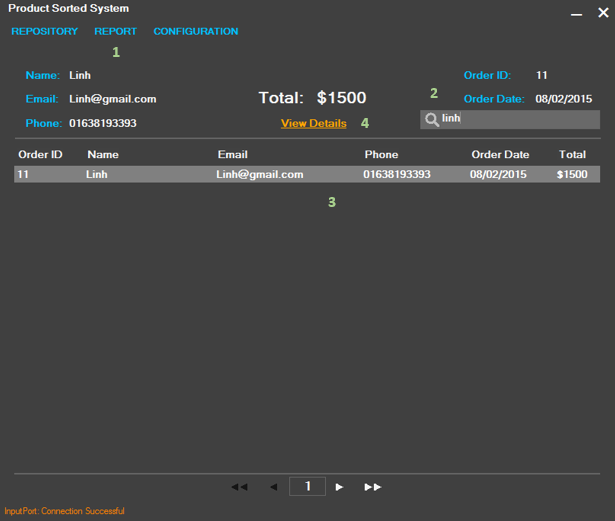 Product Sorted System
REPOSITORY REPORT CONFIGURATION
1
Name: Linh
Order ID: 11
Email: Linh@gmail.com
Total: $1500
2
Order Date: 08/02/2015
Phone: 01638193393
View Details 4
linh
Order ID Name Email Phone Order Date Total
11 Linh Linh@gmail.com 01638193393 08/02/2015 $1500
3
1
InputPort: Connection Successful